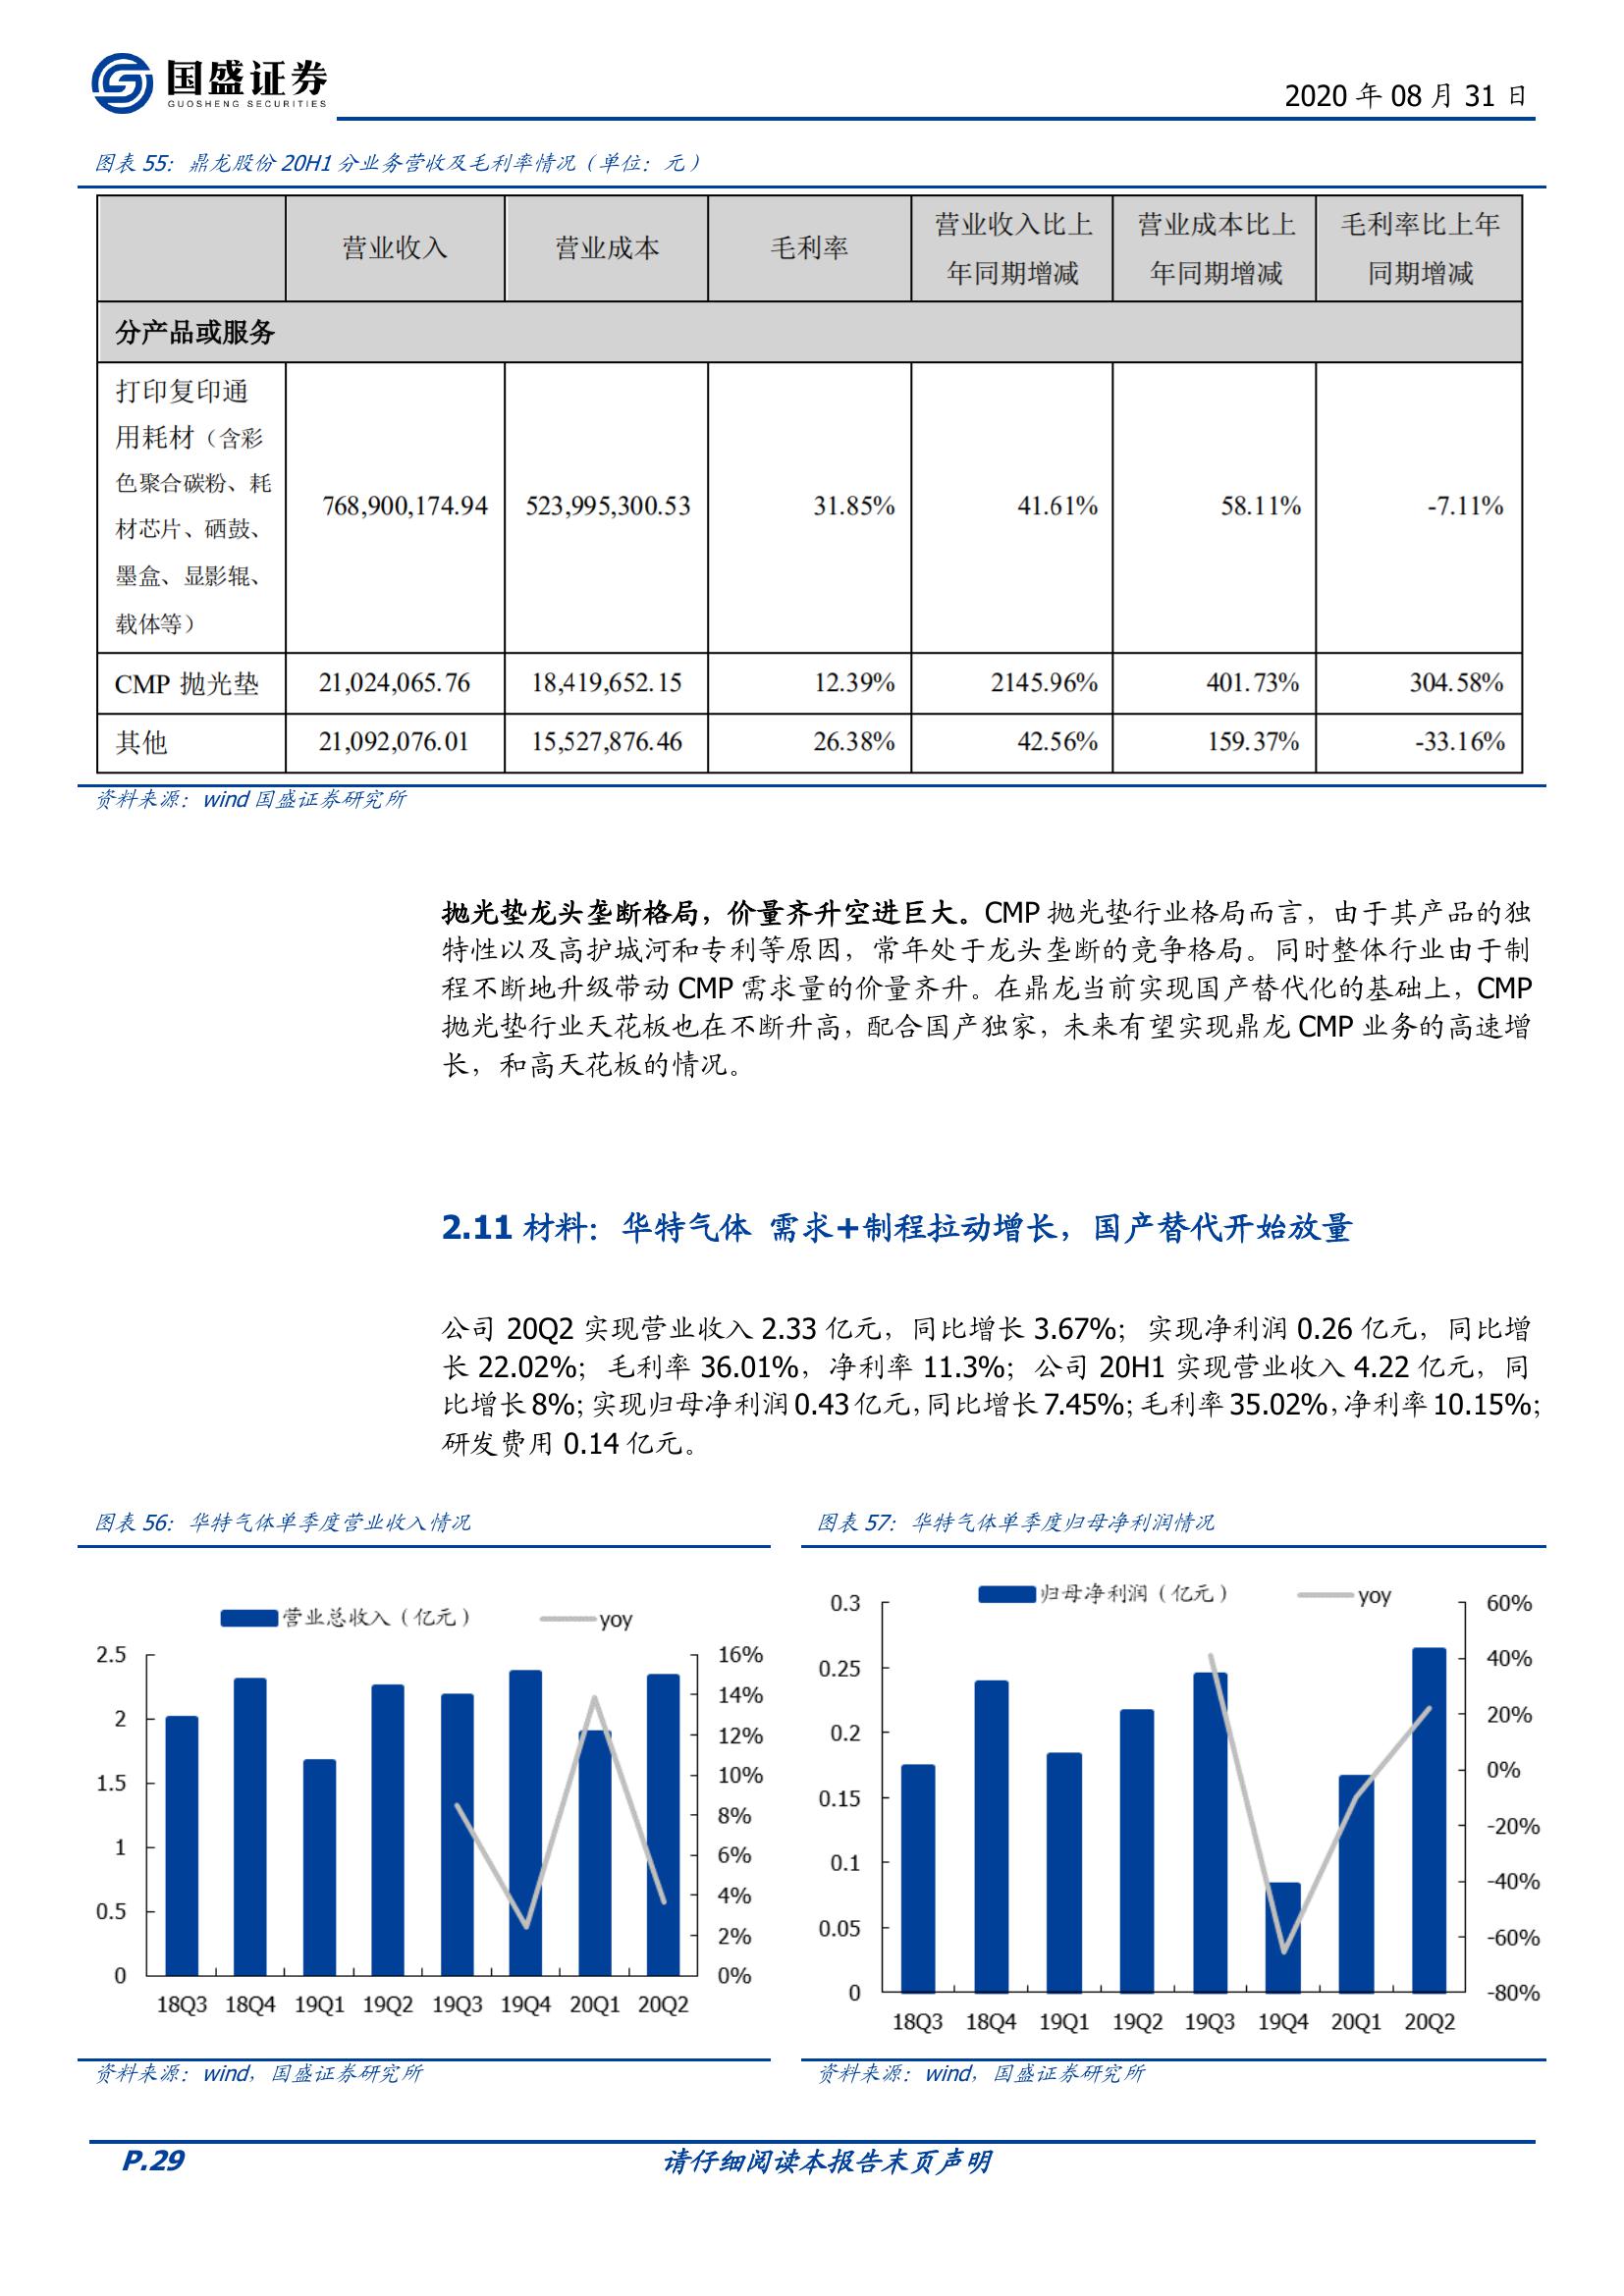 国盛证券
GUOSHENG SECURITIES
2020 年 08 月 31 日
图表 55：鼎龙股份 20H1 分业务营收及毛利率情况（单位：元）
营业收入 营业成本 毛利率 营业收入比上年同期增减 营业成本比上年同期增减 毛利率比上年同期增减
分产品或服务
打印复印通
用耗材（含彩
色聚合碳粉、耗
材芯片、硒鼓、
墨盒、显影辊、
载体等）
768,900,174.94 523,995,300.53 31.85% 41.61% 58.11% -7.11%
CMP 抛光垫 21,024,065.76 18,419,652.15 12.39% 2145.96% 401.73% 304.58%
其他 21,092,076.01 15,527,876.46 26.38% 42.56% 159.37% -33.16%
资料来源：wind 国盛证券研究所
抛光垫龙头垄断格局，价量齐升空进巨大。CMP 抛光垫行业格局而言，由于其产品的独
特性以及高护城河和专利等原因，常年处于龙头垄断的竞争格局。同时整体行业由于制
程不断地升级带动 CMP 需求量的价量齐升。在鼎龙当前实现国产替代化的基础上，CMP
抛光垫行业天花板也在不断升高，配合国产独家，未来有望实现鼎龙 CMP 业务的高速增
长，和高天花板的情况。
2.11 材料：华特气体 需求+制程拉动增长，国产替代开始放量
公司 20Q2 实现营业收入 2.33 亿元，同比增长 3.67%；实现净利润 0.26 亿元，同比增
长 22.02%；毛利率 36.01%，净利率 11.3%；公司 20H1 实现营业收入 4.22 亿元，同
比增长 8%；实现归母净利润 0.43 亿元，同比增长 7.45%；毛利率 35.02%，净利率 10.15%；
研发费用 0.14 亿元。
图表 56：华特气体单季度营业收入情况
营业总收入（亿元） yoy
2.5
2
1.5
1
0.5
0
16%
14%
12%
10%
8%
6%
4%
2%
0%
18Q3 18Q4 19Q1 19Q2 19Q3 19Q4 20Q1 20Q2
资料来源：wind，国盛证券研究所
图表 57：华特气体单季度归母净利润情况
归母净利润（亿元） yoy
0.3
0.25
0.2
0.15
0.1
0.05
0
60%
40%
20%
0%
-20%
-40%
-60%
-80%
18Q3 18Q4 19Q1 19Q2 19Q3 19Q4 20Q1 20Q2
资料来源：wind，国盛证券研究所
P.29
请仔细阅读本报告末页声明